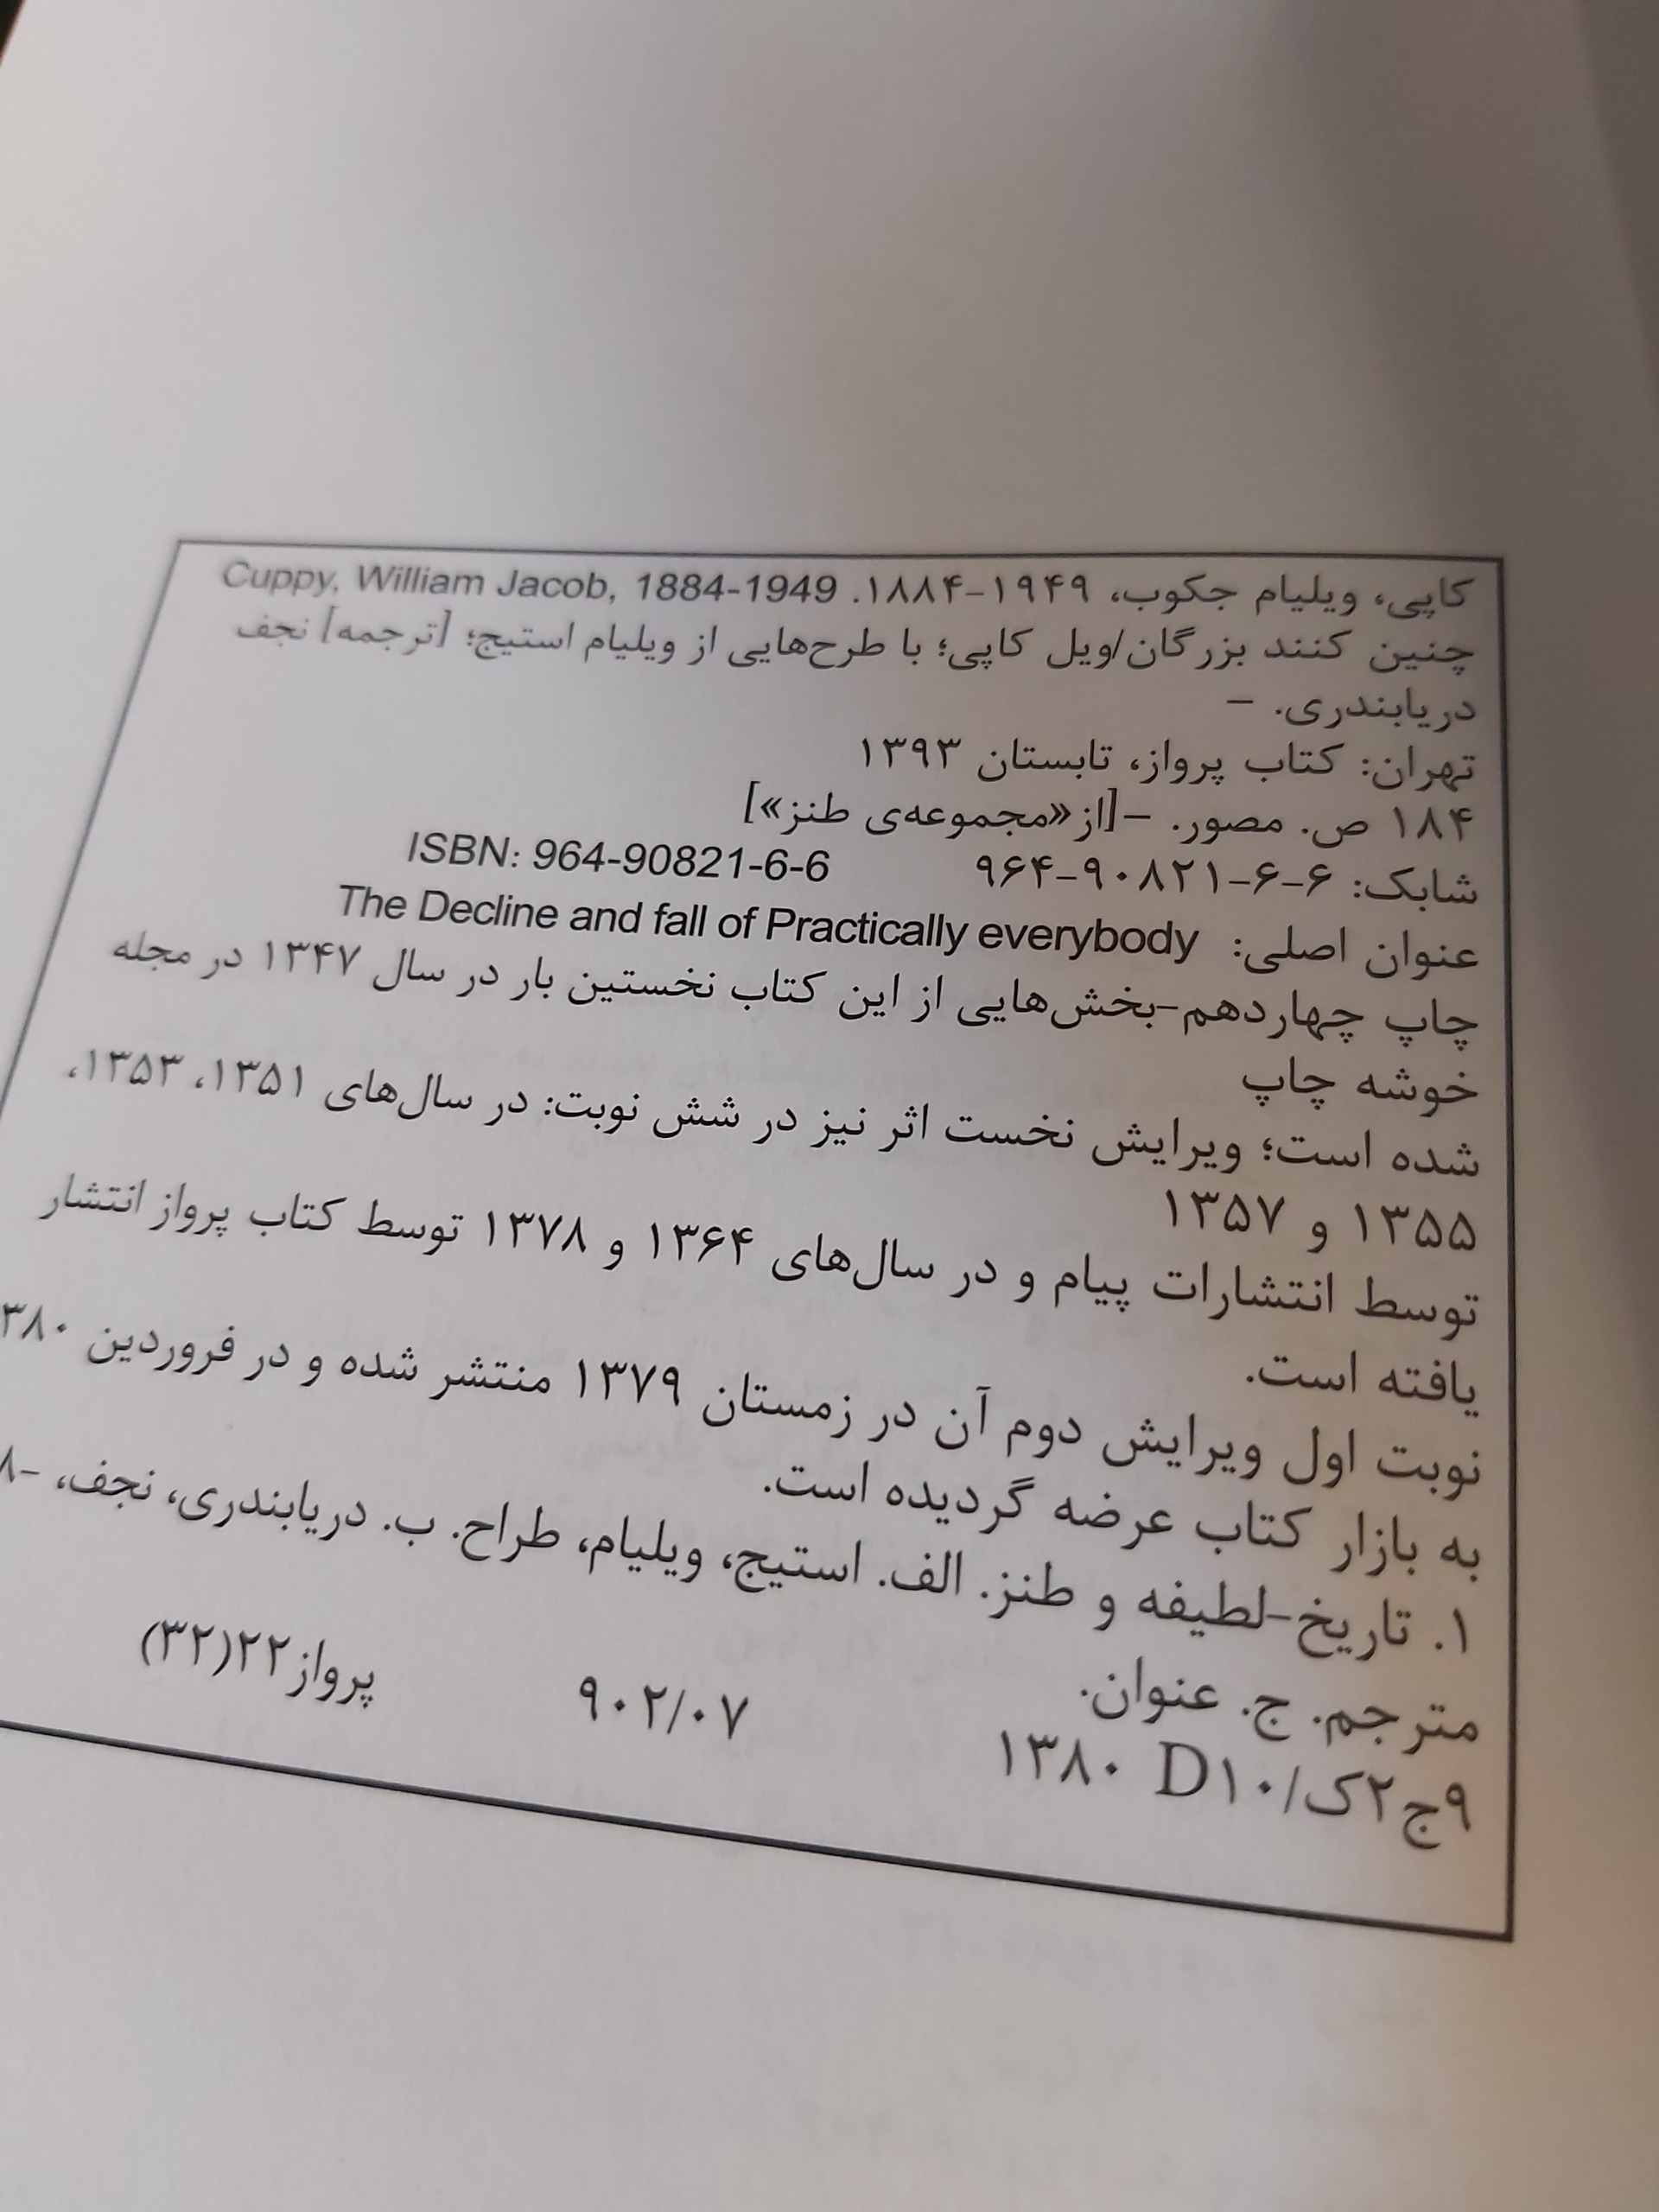 کاپی، ویلیام جکوب، ۱۹۴۹-۱۸۸۴. Cuppy, William Jacob, 1884-1949
چنین کنند بزرگان/ویل کاپی؛ با طرح‌هایی از ویلیام استیج؛ [ترجمه] نجف
دریابندری. –
تهران: کتاب پرواز، تابستان ۱۳۹۳
۱۸۴ ص. مصور. –[از «مجموعه‌ی طنز»]
شابک: ۶-۶-۹۰۸۲۱-۹۶۴ ISBN: 964-90821-6-6
عنوان اصلی: The Decline and fall of Practically everybody
چاپ چهاردهم-بخش‌هایی از این کتاب نخستین بار در سال ۱۳۴۷ در مجله
خوشه چاپ
شده است؛ ویرایش نخست اثر نیز در شش نوبت: در سال‌های ۱۳۵۱، ۱۳۵۳،
۱۳۵۵ و ۱۳۵۷
توسط انتشارات پیام و در سال‌های ۱۳۶۴ و ۱۳۷۸ توسط کتاب پرواز انتشار
یافته است.
نوبت اول ویرایش دوم آن در زمستان ۱۳۷۹ منتشر شده و در فروردین ۳۸۰
به بازار کتاب عرضه گردیده است.
۱. تاریخ-لطیفه و طنز. الف. استیج، ویلیام، طراح. ب. دریابندری، نجف، –۸
مترجم. ج. عنوان.
۹ج۲ک/D۱۰ ۱۳۸۰ ۹۰۲/۰۷ پرواز۲۲(۳۲)